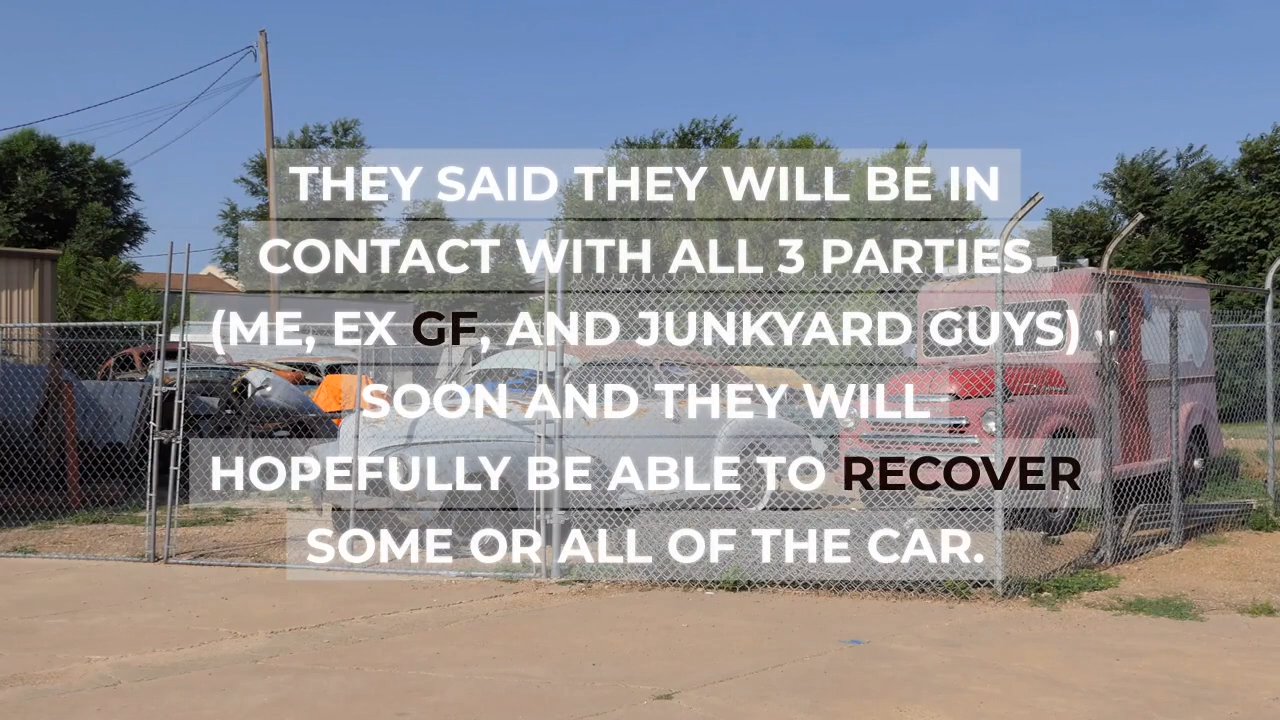 THEY SAID THEY WILL BE IN
CONTACT WITH ALL 3 PARTIES
(ME, EX GF, AND JUNKYARD GUYS)
SOON AND THEY WILL
HOPEFULLY BE ABLE TO RECOVER
SOME OR ALL OF THE CAR.